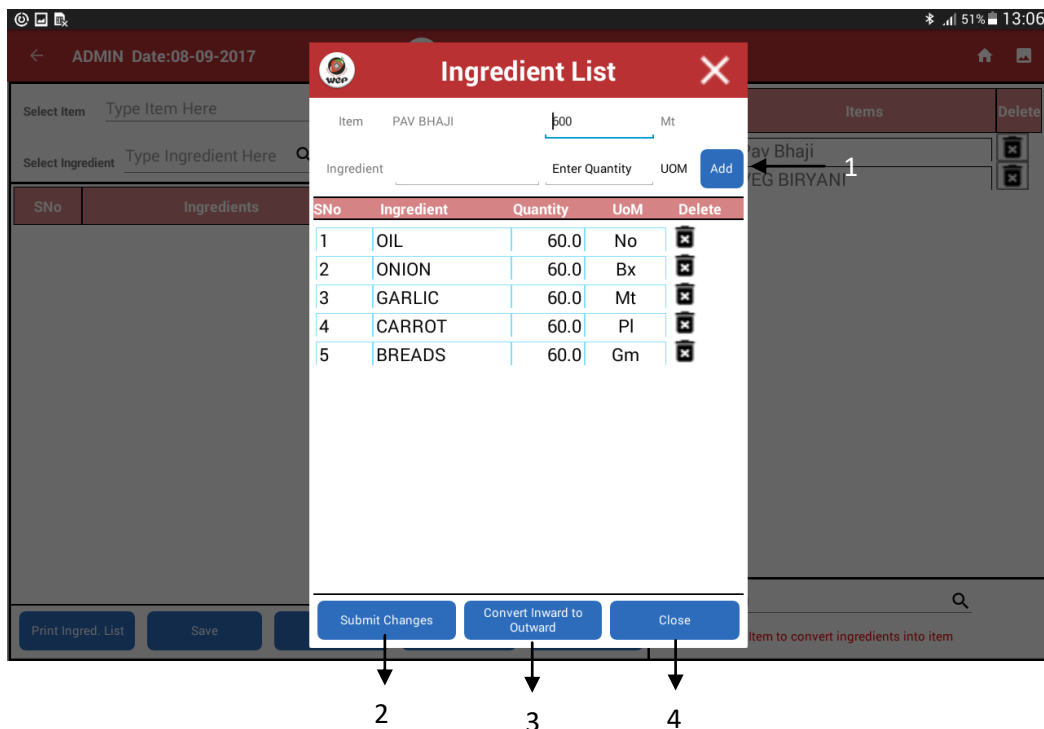 51% 13:06
ADMIN Date:08-09-2017
wep
Ingredient List
Select Item Type Item Here
Item PAV BHAJI 600 Mt
Items Delete
Select Ingredient Type Ingredient Here
Ingredient Enter Quantity UOM Add
Pav Bhaji
1
VEG BIRYANI
SNo Ingredients
SNo Ingredient Quantity UoM Delete
1 OIL 60.0 No
2 ONION 60.0 Bx
3 GARLIC 60.0 Mt
4 CARROT 60.0 Pl
5 BREADS 60.0 Gm
Print Ingred. List Save
Submit Changes
Convert Inward to
Outward
Close
Item to convert ingredients into item
2 3 4